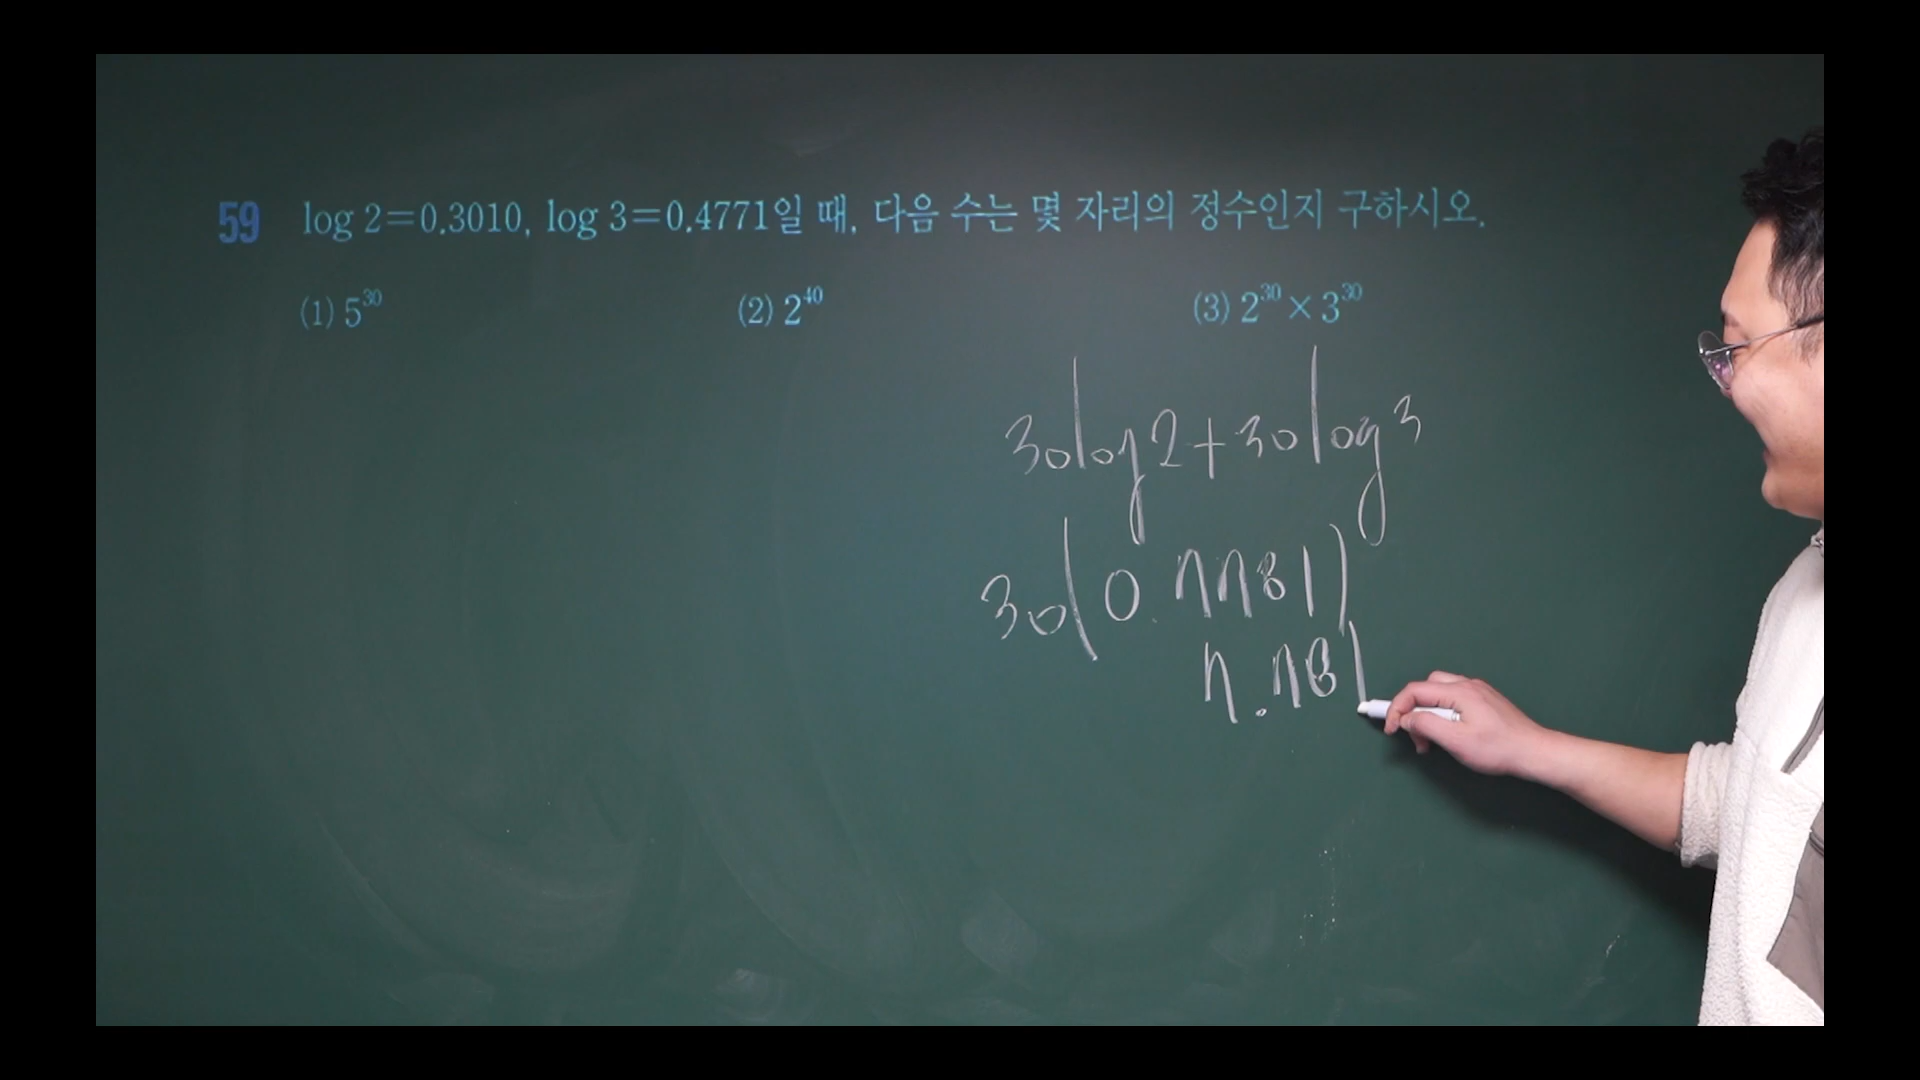 59 log 2=0.3010, log 3=0.4771일 때, 다음 수는 몇 자리의 정수인지 구하시오.
(1) 5³⁰ (2) 2⁴⁰ (3) 2³⁰×3³⁰
30log2+30log3
30(0.7781)
7.781